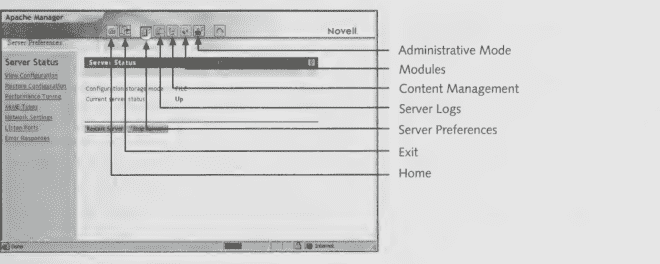 Apache Manager
Novell
Server Preferences
Server Status
View Configuration
Restore Configuration
Performance Tuning
MIME Types
Network Settings
Listen Ports
Error Responses
Server Status
Configuration storage mode FILE
Current server status Up
Restart Server Stop Server
Done
Internet
Administrative Mode
Modules
Content Management
Server Logs
Server Preferences
Exit
Home